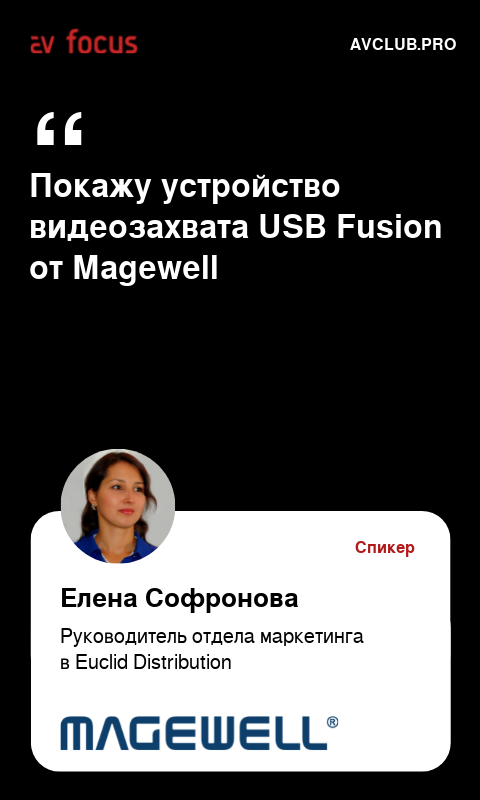 av focus
AVCLUB.PRO
“
Покажу устройство
видеозахвата USB Fusion
от Magewell
Спикер
Елена Софронова
Руководитель отдела маркетинга
в Euclid Distribution
MAGEWELL®